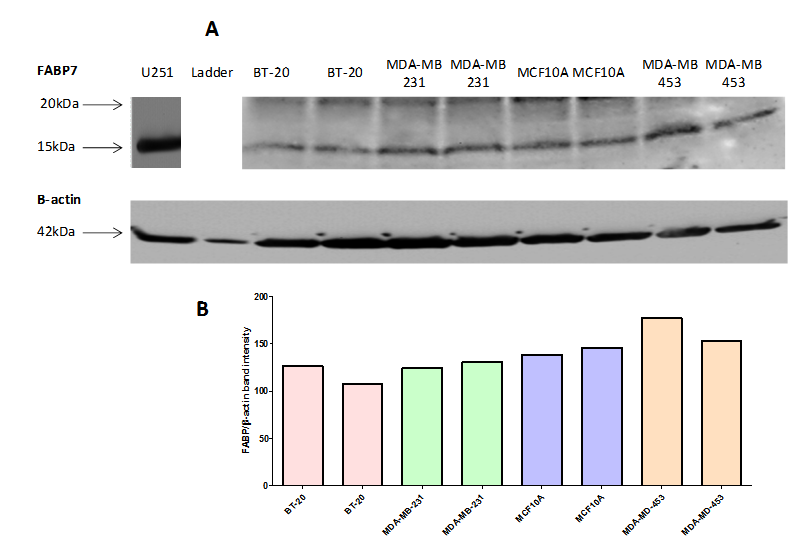 A
FABP7
U251 Ladder BT-20 BT-20 MDA-MB MDA-MB MCF10A MCF10A MDA-MB MDA-MB
231 231 453 453
20kDa
15kDa
B-actin
42kDa
B
FABP/β-actin band intensity
200
150
100
50
0
BT-20 BT-20 MDA-MB-231 MDA-MB-231 MCF10A MCF10A MDA-MD-453 MDA-MD-453